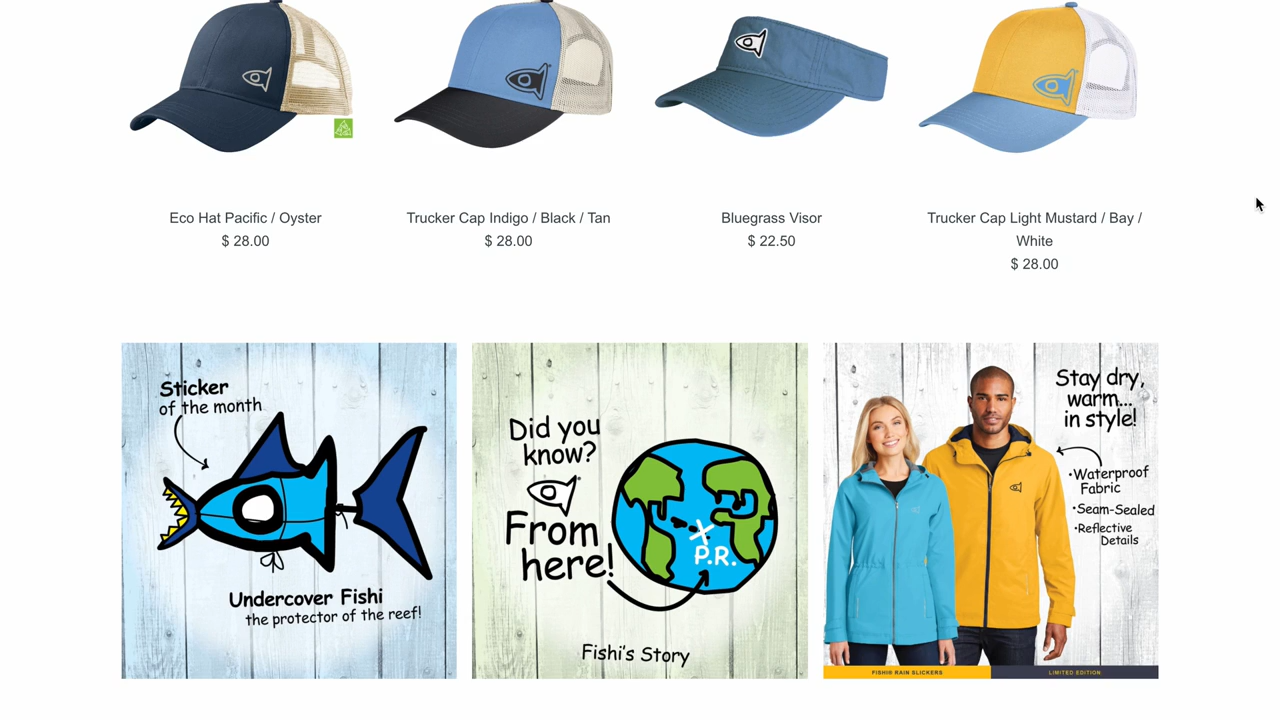 Eco Hat Pacific / Oyster
$ 28.00
Trucker Cap Indigo / Black / Tan
$ 28.00
Bluegrass Visor
$ 22.50
Trucker Cap Light Mustard / Bay /
White
$ 28.00
Sticker
of the month
Undercover Fishi
the protector of the reef!
Did you
know?
From
here!
P.R.
Fishi's Story
Stay dry,
warm...
in style!
•Waterproof
Fabric
•Seam-Sealed
•Reflective
Details
FISHI® RAIN SLICKERS
LIMITED EDITION